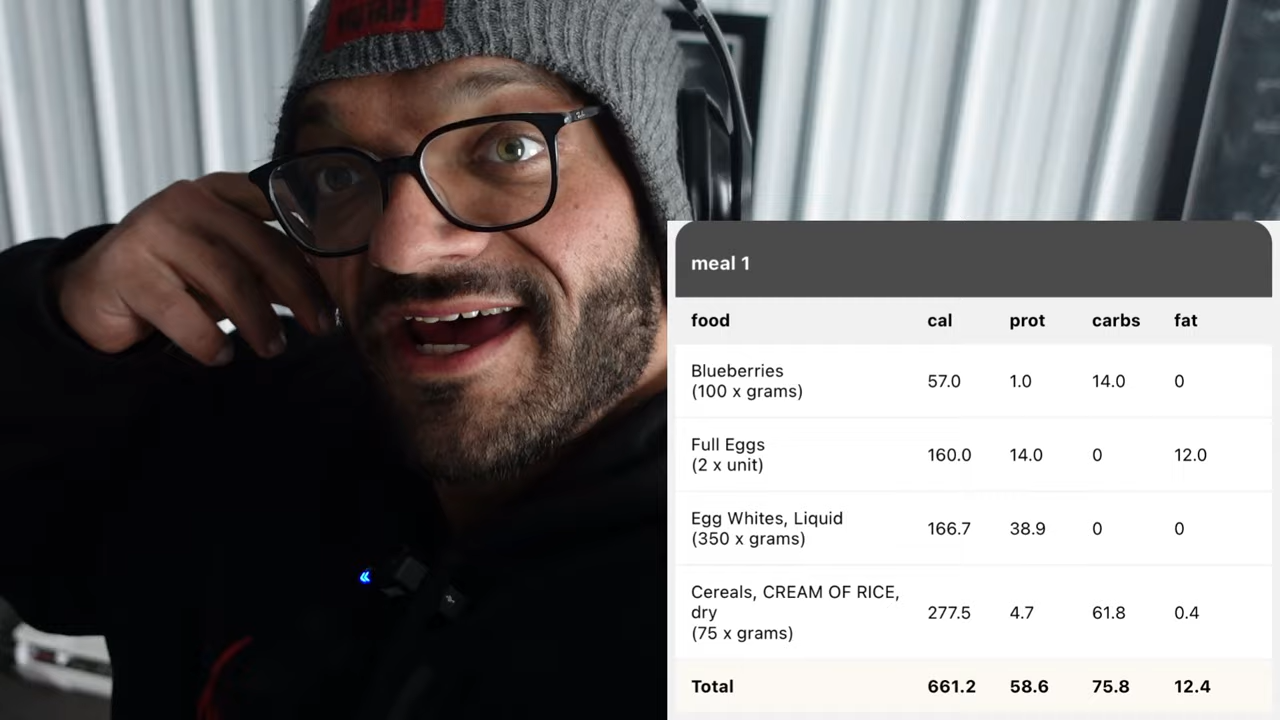 MUTANT
meal 1
food cal prot carbs fat
Blueberries
(100 x grams) 57.0 1.0 14.0 0
Full Eggs
(2 x unit) 160.0 14.0 0 12.0
Egg Whites, Liquid
(350 x grams) 166.7 38.9 0 0
Cereals, CREAM OF RICE,
dry
(75 x grams) 277.5 4.7 61.8 0.4
Total 661.2 58.6 75.8 12.4